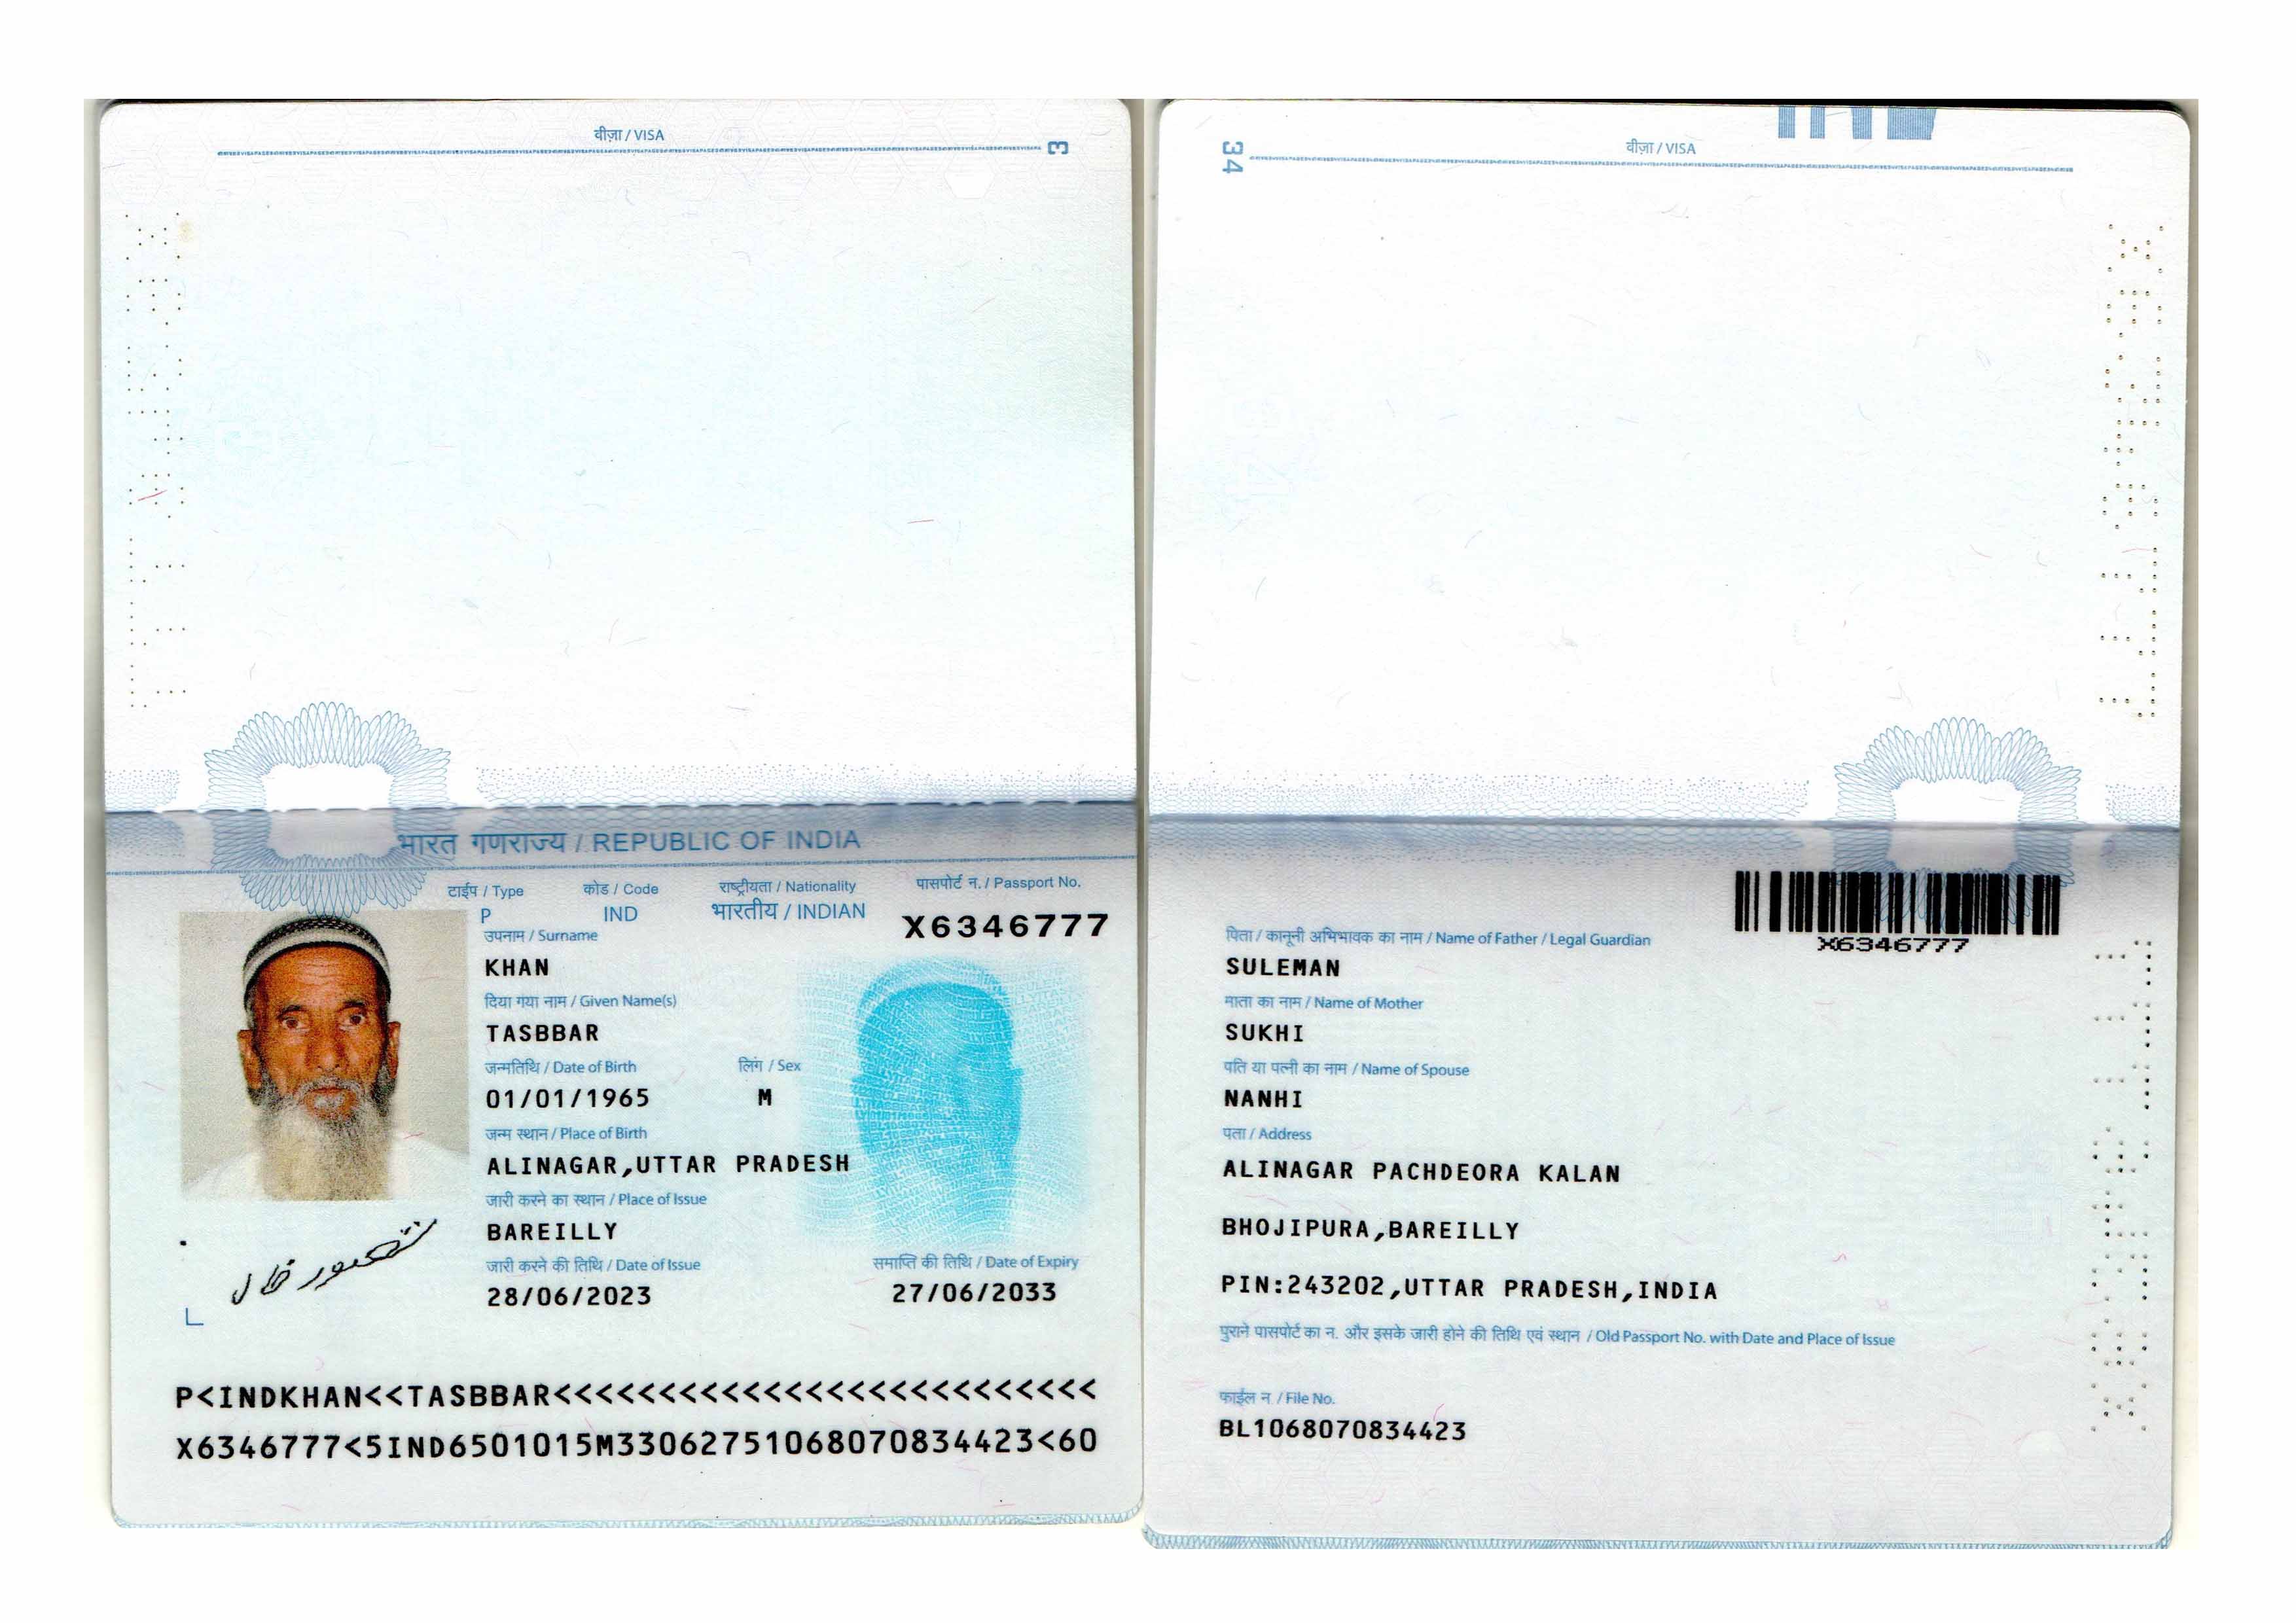 वीज़ा / VISA
3
भारत गणराज्य / REPUBLIC OF INDIA
टाईप / Type
कोड / Code
राष्ट्रीयता / Nationality
पासपोर्ट न. / Passport No.
P
IND
भारतीय / INDIAN
X6346777
उपनाम / Surname
KHAN
दिया गया नाम / Given Name(s)
TASBBAR
जन्मतिथि / Date of Birth
लिंग / Sex
01/01/1965
M
जन्म स्थान / Place of Birth
ALINAGAR,UTTAR PRADESH
जारी करने का स्थान / Place of Issue
BAREILLY
जारी करने की तिथि / Date of Issue
समाप्ति की तिथि / Date of Expiry
28/06/2023
27/06/2033
P<INDKHAN<<TASBBAR<<<<<<<<<<<<<<<<<<<<<<<<<<
X6346777<5IND6501015M33062751068070834423<60
34
वीज़ा / VISA
X6346777
पिता / कानूनी अभिभावक का नाम / Name of Father / Legal Guardian
SULEMAN
माता का नाम / Name of Mother
SUKHI
पति या पत्नी का नाम / Name of Spouse
NANHI
पता / Address
ALINAGAR PACHDEORA KALAN
BHOJIPURA,BAREILLY
PIN:243202,UTTAR PRADESH,INDIA
पुराने पासपोर्ट का न. और इसके जारी होने की तिथि एवं स्थान / Old Passport No. with Date and Place of Issue
फाईल न / File No.
BL1068070834423